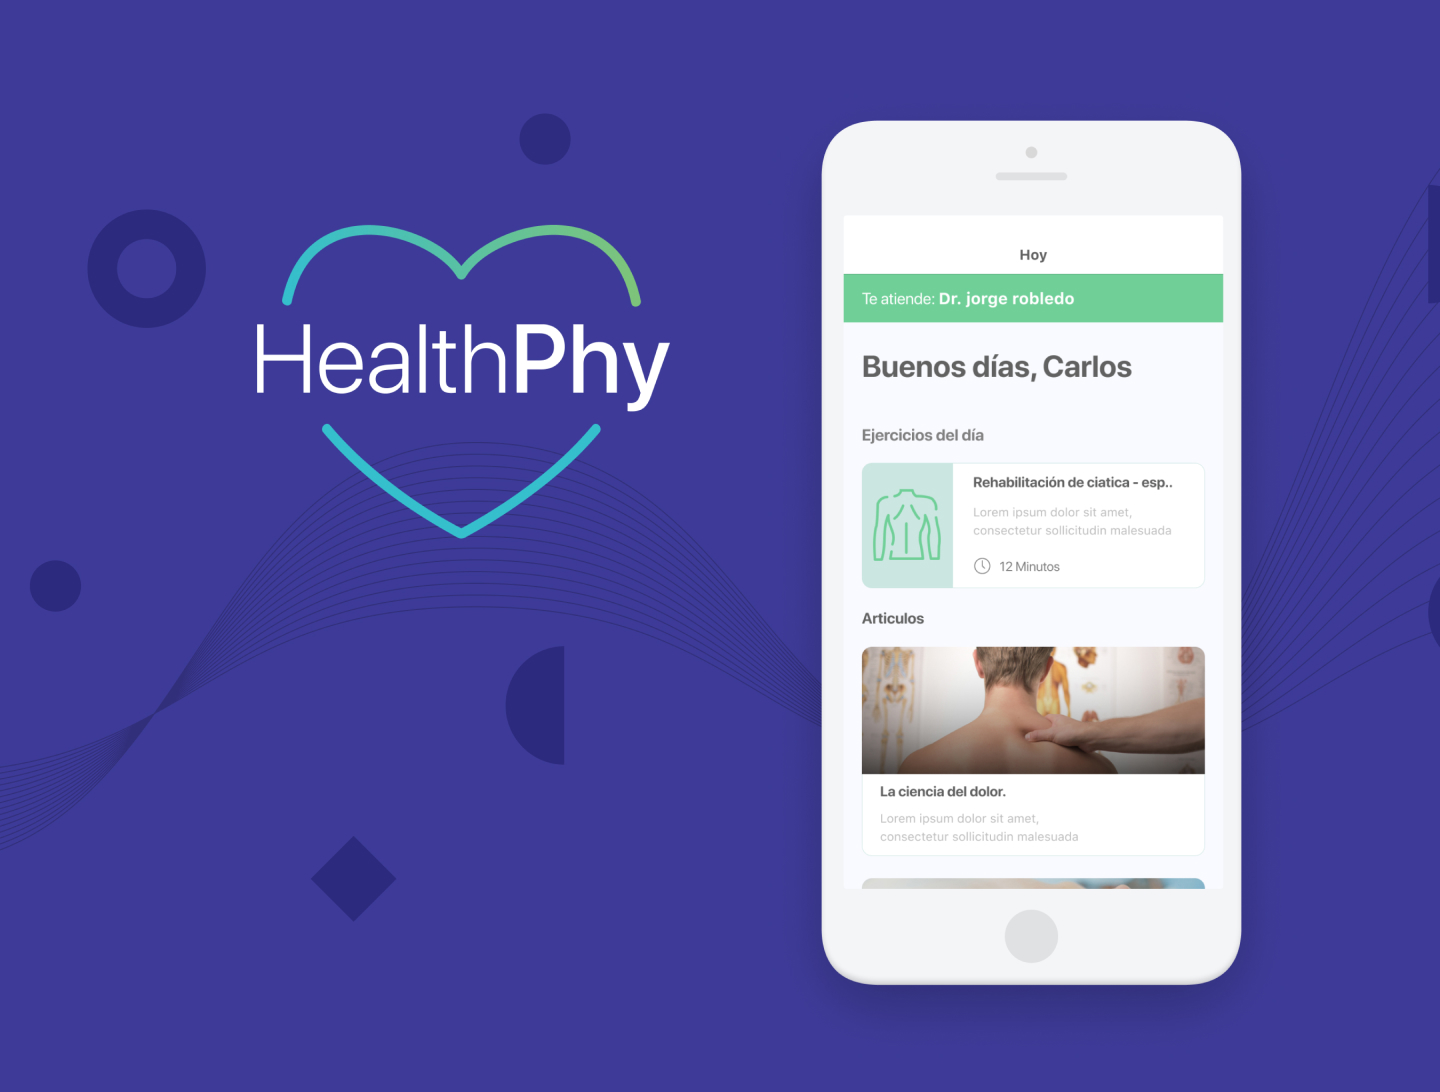 HealthPhy
Hoy
Te atiende: Dr. jorge robledo
Buenos días, Carlos
Ejercicios del día
Rehabilitación de ciatica - esp..
Lorem ipsum dolor sit amet,
consectetur sollicitudin malesuada
12 Minutos
Articulos
La ciencia del dolor.
Lorem ipsum dolor sit amet,
consectetur sollicitudin malesuada